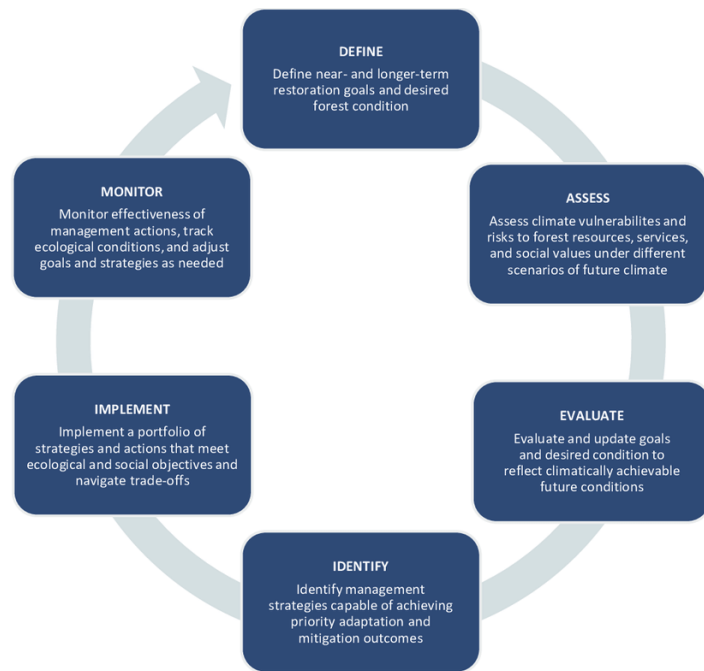 DEFINE
Define near- and longer-term
restoration goals and desired
forest condition
ASSESS
Assess climate vulnerabilites and
risks to forest resources, services,
and social values under different
scenarios of future climate
EVALUATE
Evaluate and update goals
and desired condition to
reflect climatically achievable
future conditions
IDENTIFY
Identify management
strategies capable of achieving
priority adaptation and
mitigation outcomes
IMPLEMENT
Implement a portfolio of
strategies and actions that meet
ecological and social objectives and
navigate trade-offs
MONITOR
Monitor effectiveness of
management actions, track
ecological conditions, and adjust
goals and strategies as needed